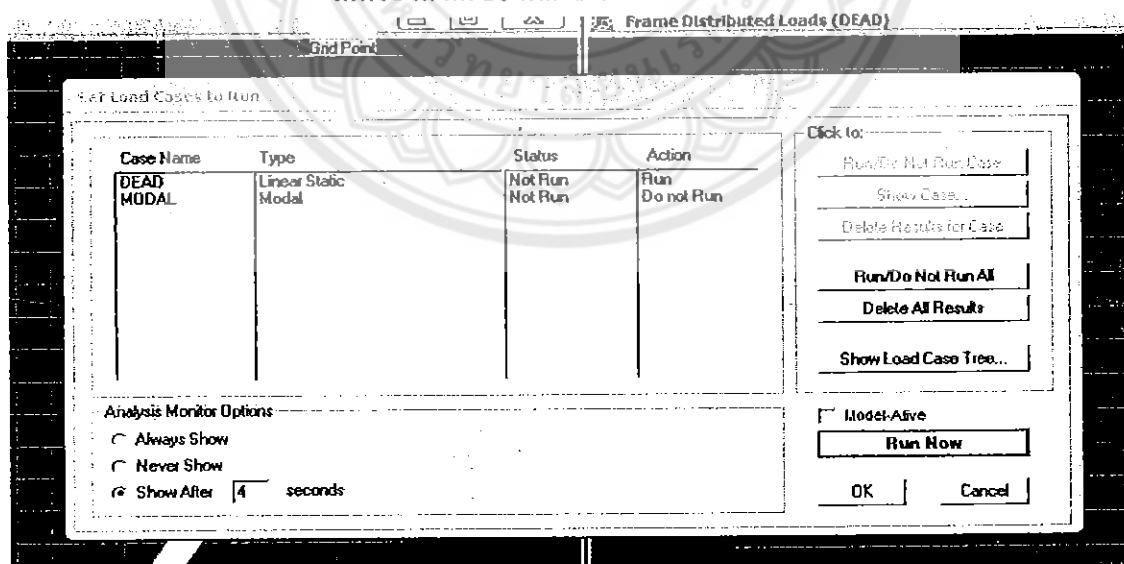 Frame Distributed Loads (DEAD)
Grid Point
Set Load Cases to Run
Click to:
Case Name Type Status Action
DEAD Linear Static Not Run Run
MODAL Modal Not Run Do not Run
Run/Do Not Run Case
Show Case...
Delete Results for Case
Run/Do Not Run All
Delete All Results
Show Load Case Tree...
Analysis Monitor Options
Always Show
Never Show
Show After 4 seconds
Model-Alive
Run Now
OK Cancel